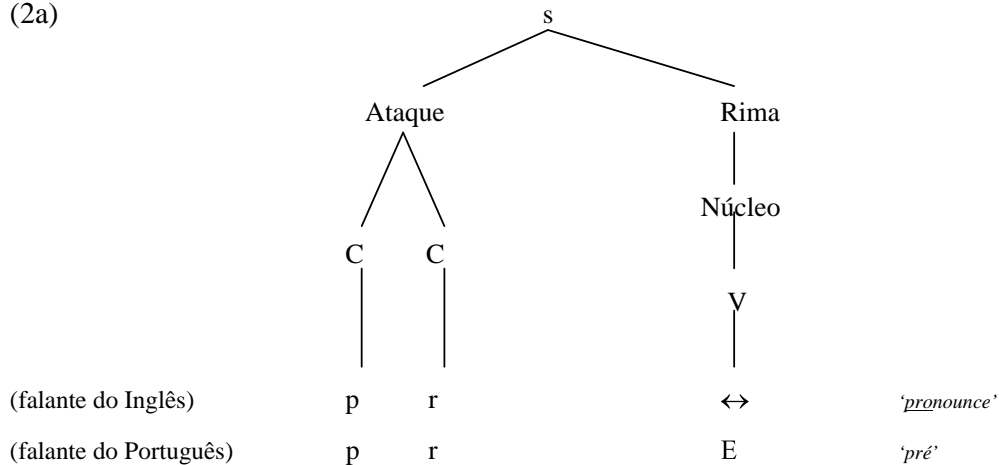 (2a)
s
Ataque Rima
Núcleo
C C
V
(falante do Inglês) p r ↔ ‘pronounce’
(falante do Português) p r E ‘pré’